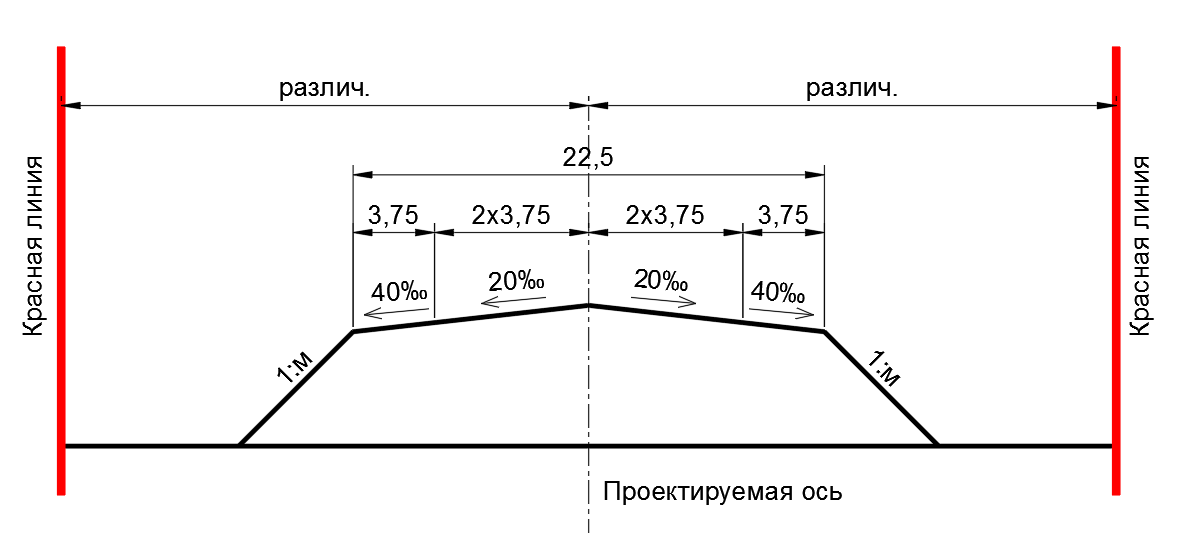 различ.
различ.
22,5
3,75
2х3,75
2х3,75
3,75
40‰
20‰
20‰
40‰
1:м
1:м
Красная линия
Красная линия
Проектируемая ось